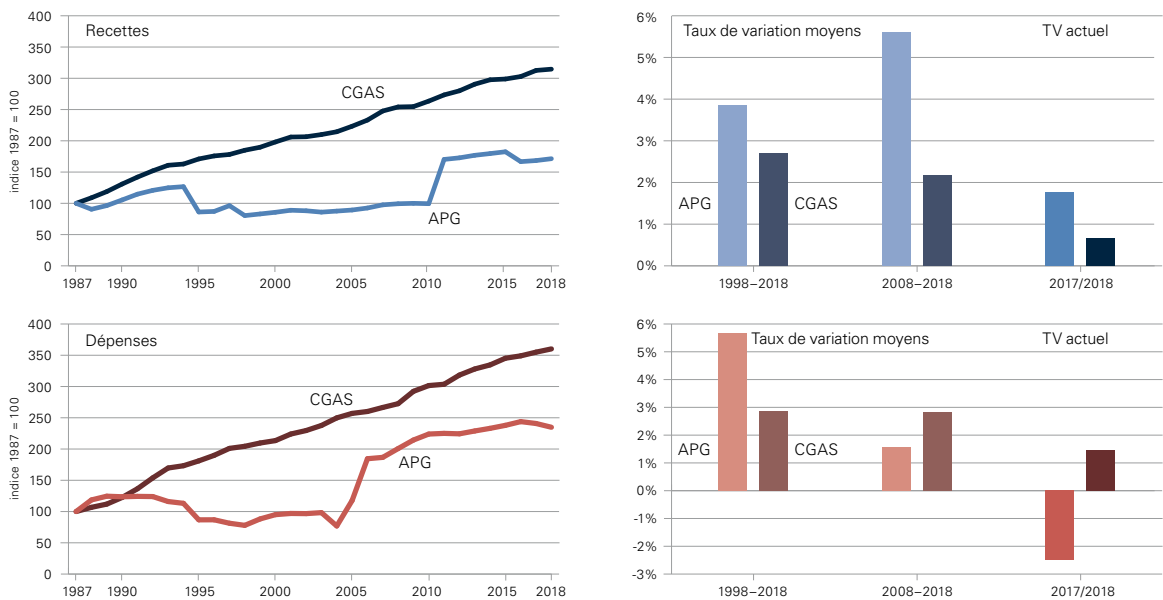 Recettes
indice 1987 = 100
400
350
300
250
200
150
100
50
0
CGAS
APG
1987 1990 1995 2000 2005 2010 2015 2018
Taux de variation moyens TV actuel
6%
5%
4%
3%
2%
1%
0%
APG CGAS
1998–2018 2008–2018 2017/2018
Dépenses
indice 1987 = 100
400
350
300
250
200
150
100
50
0
CGAS
APG
1987 1990 1995 2000 2005 2010 2015 2018
Taux de variation moyens TV actuel
6%
5%
4%
3%
2%
1%
0%
-1%
-2%
-3%
APG CGAS
1998–2018 2008–2018 2017/2018